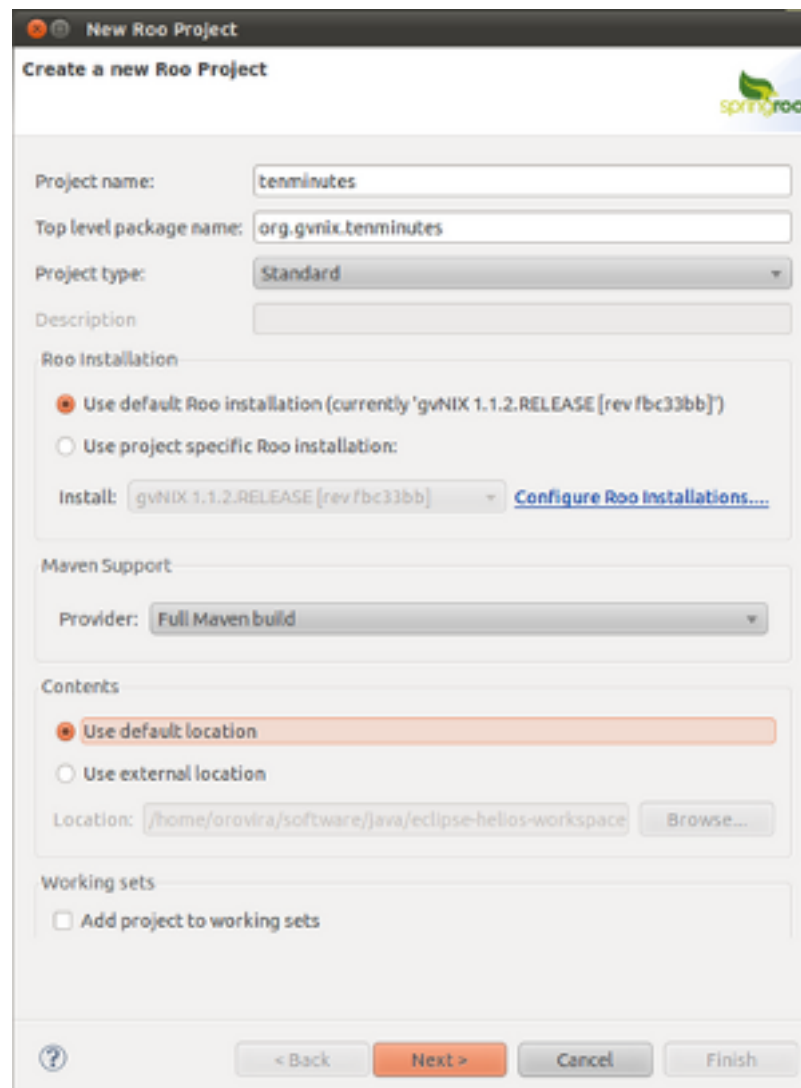 New Roo Project
Create a new Roo Project
springroo
Project name: tenminutes
Top level package name: org.gvnix.tenminutes
Project type: Standard
Description
Roo Installation
Use default Roo installation (currently 'gvNIX 1.1.2.RELEASE [rev fbc33bb]')
Use project specific Roo installation:
Install: gvNIX 1.1.2.RELEASE [rev fbc33bb] Configure Roo Installations....
Maven Support
Provider: Full Maven build
Contents
Use default location
Use external location
Location: /home/orovira/software/java/eclipse-helios-workspace Browse...
Working sets
Add project to working sets
? < Back Next > Cancel Finish